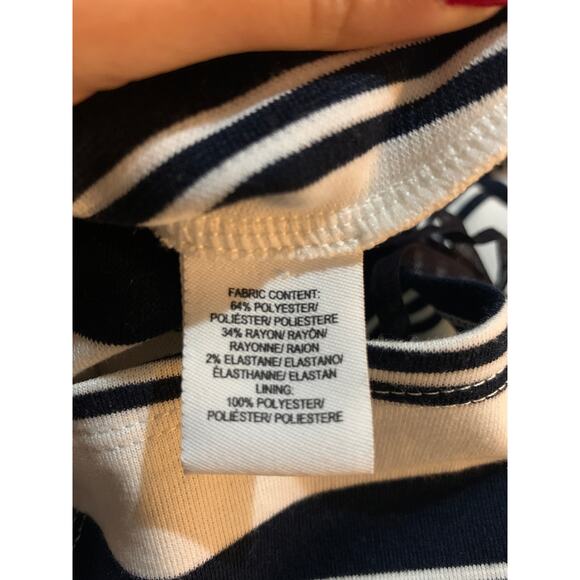 FABRIC CONTENT:
64% POLYESTER/
POLIÉSTER/ POLIESTERE
34% RAYON/ RAYÓN/
RAYONNE/ RAION
2% ELASTANE/ ELASTANO/
ÉLASTHANNE/ ELASTAN
LINING:
100% POLYESTER/
POLIÉSTER/ POLIESTERE